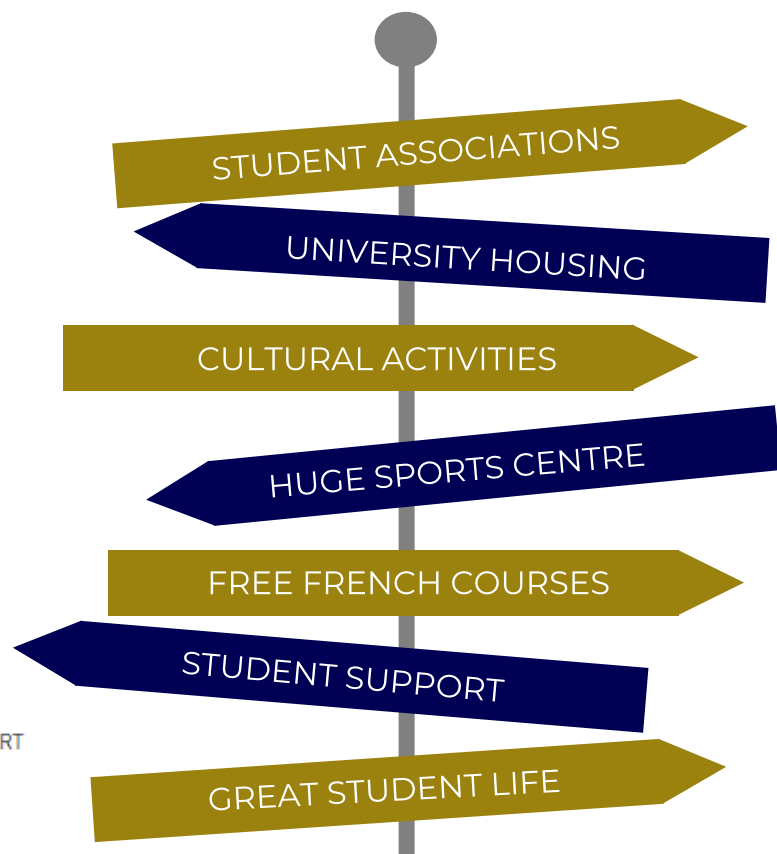 STUDENT ASSOCIATIONS
UNIVERSITY HOUSING
CULTURAL ACTIVITIES
HUGE SPORTS CENTRE
FREE FRENCH COURSES
STUDENT SUPPORT
RT
GREAT STUDENT LIFE